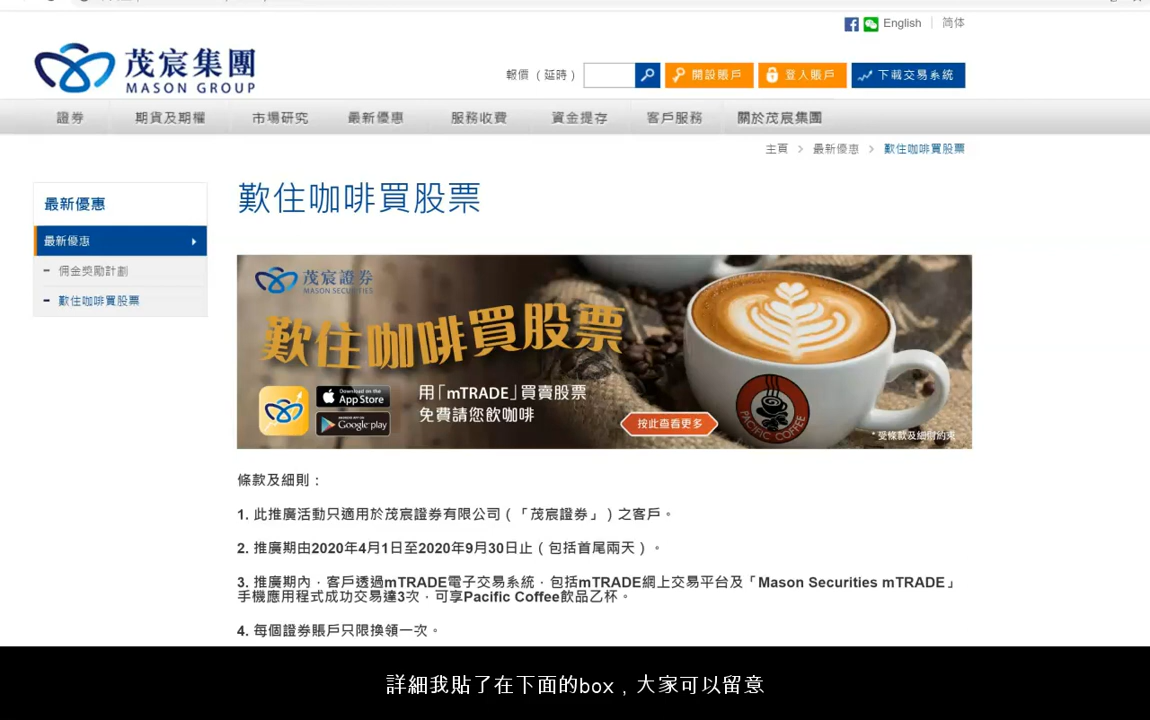 English | 简体
茂宸集團
MASON GROUP
報價（延時） 開設賬戶 登入賬戶 下載交易系統
證券 期貨及期權 市場研究 最新優惠 服務收費 資金提存 客戶服務 關於茂宸集團
主頁 > 最新優惠 > 歎住咖啡買股票
最新優惠
最新優惠
佣金獎勵計劃
歎住咖啡買股票
歎住咖啡買股票
茂宸證券
MASON SECURITIES
歎住咖啡買股票
Download on the
App Store
Google play
用「mTRADE」買賣股票
免費請您飲咖啡
按此查看更多
PACIFIC COFFEE
* 受條款及細則約束
條款及細則：
1. 此推廣活動只適用於茂宸證券有限公司（「茂宸證券」）之客戶。
2. 推廣期由2020年4月1日至2020年9月30日止（包括首尾兩天）。
3. 推廣期內，客戶透過mTRADE電子交易系統，包括mTRADE網上交易平台及「Mason Securities mTRADE」
手機應用程式成功交易達3次，可享Pacific Coffee飲品乙杯。
4. 每個證券賬戶只限換領一次。
詳細我貼了在下面的box，大家可以留意